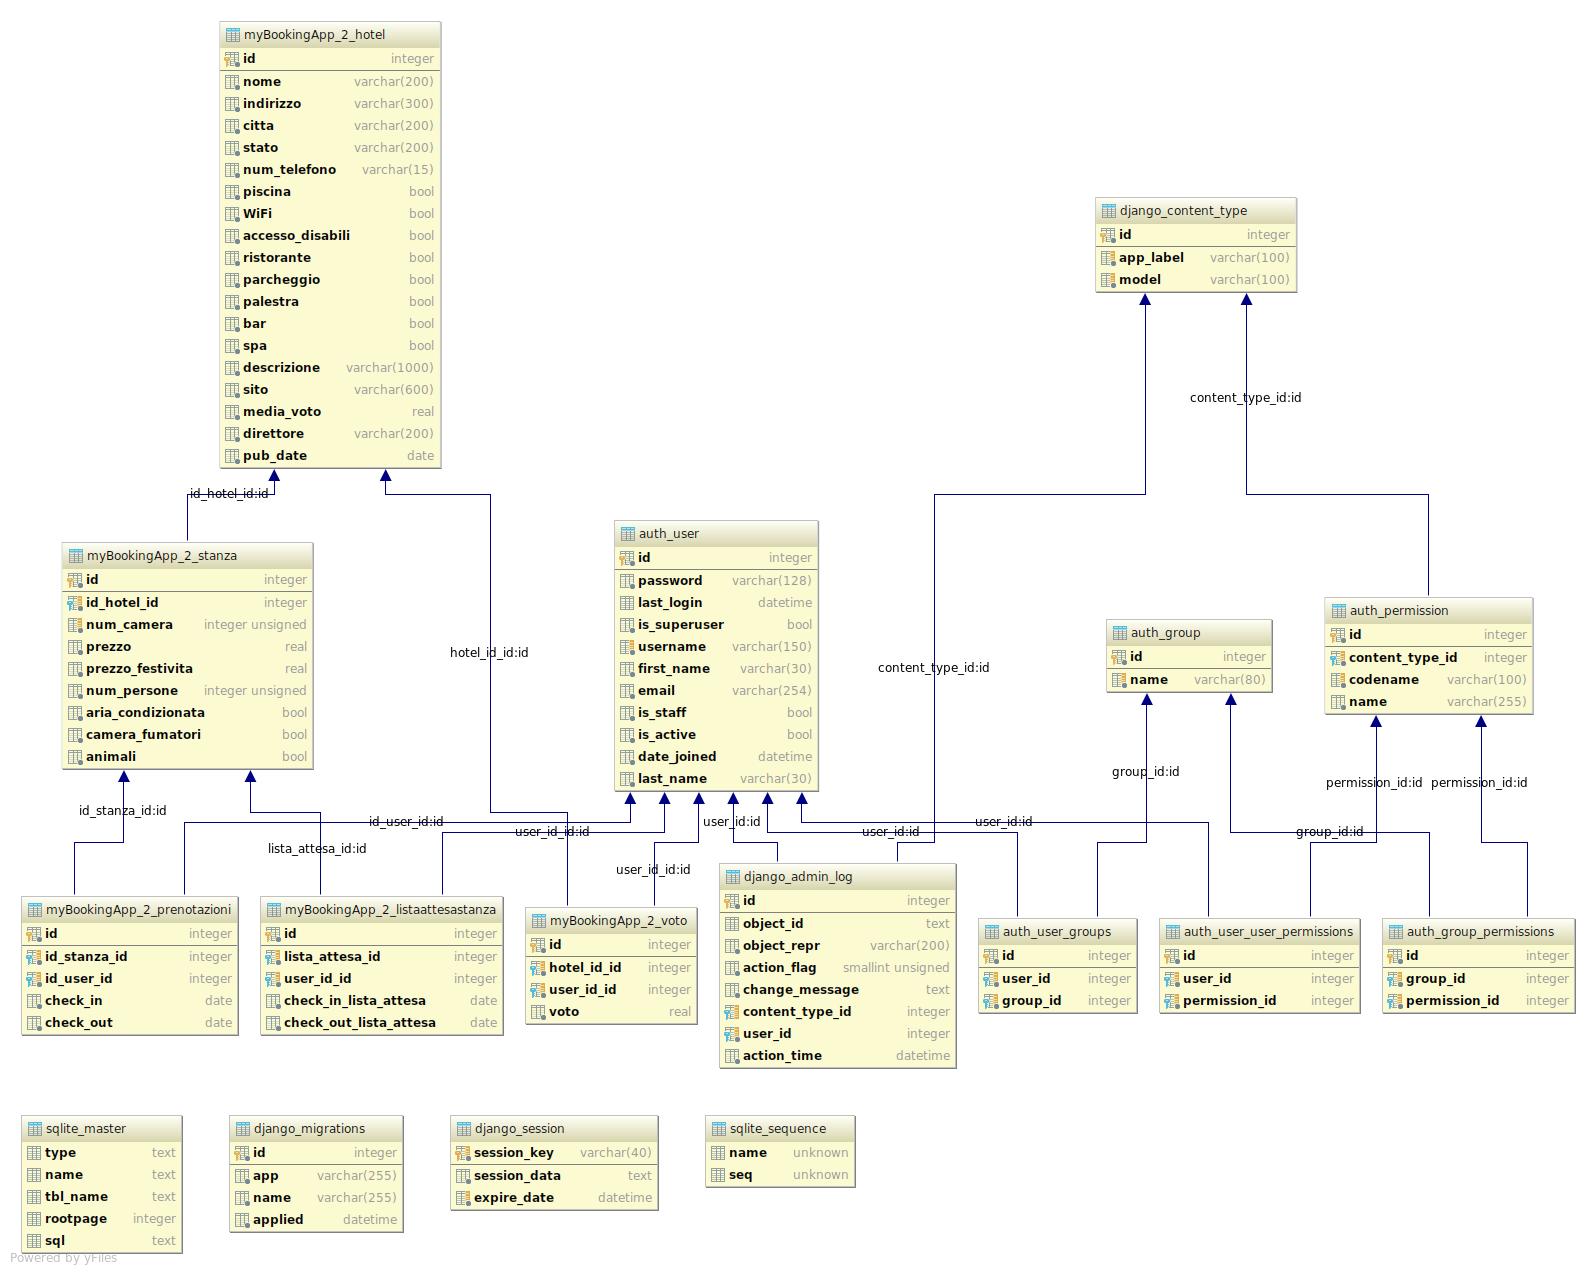 myBookingApp_2_hotel
id integer
nome varchar(200)
indirizzo varchar(300)
citta varchar(200)
stato varchar(200)
num_telefono varchar(15)
piscina bool
WiFi bool
accesso_disabili bool
ristorante bool
parcheggio bool
palestra bool
bar bool
spa bool
descrizione varchar(1000)
sito varchar(600)
media_voto real
direttore varchar(200)
pub_date date
django_content_type
id integer
app_label varchar(100)
model varchar(100)
content_type_id:id
id_hotel_id:id
myBookingApp_2_stanza
id integer
id_hotel_id integer
num_camera integer unsigned
prezzo real
prezzo_festivita real
num_persone integer unsigned
aria_condizionata bool
camera_fumatori bool
animali bool
hotel_id_id:id
auth_user
id integer
password varchar(128)
last_login datetime
is_superuser bool
username varchar(150)
first_name varchar(30)
email varchar(254)
is_staff bool
is_active bool
date_joined datetime
last_name varchar(30)
content_type_id:id
auth_group
id integer
name varchar(80)
auth_permission
id integer
content_type_id integer
codename varchar(100)
name varchar(255)
group_id:id
permission_id:id
permission_id:id
id_stanza_id:id
id_user_id:id
user_id_id:id
user_id:id
user_id:id
user_id:id
group_id:id
lista_attesa_id:id
user_id_id:id
myBookingApp_2_prenotazioni
id integer
id_stanza_id integer
id_user_id integer
check_in date
check_out date
myBookingApp_2_listaattesastanza
id integer
lista_attesa_id integer
user_id_id integer
check_in_lista_attesa date
check_out_lista_attesa date
myBookingApp_2_voto
id integer
hotel_id_id integer
user_id_id integer
voto real
django_admin_log
id integer
object_id text
object_repr varchar(200)
action_flag smallint unsigned
change_message text
content_type_id integer
user_id integer
action_time datetime
auth_user_groups
id integer
user_id integer
group_id integer
auth_user_user_permissions
id integer
user_id integer
permission_id integer
auth_group_permissions
id integer
group_id integer
permission_id integer
sqlite_master
type text
name text
tbl_name text
rootpage integer
sql text
django_migrations
id integer
app varchar(255)
name varchar(255)
applied datetime
django_session
session_key varchar(40)
session_data text
expire_date datetime
sqlite_sequence
name unknown
seq unknown
Powered by yFiles